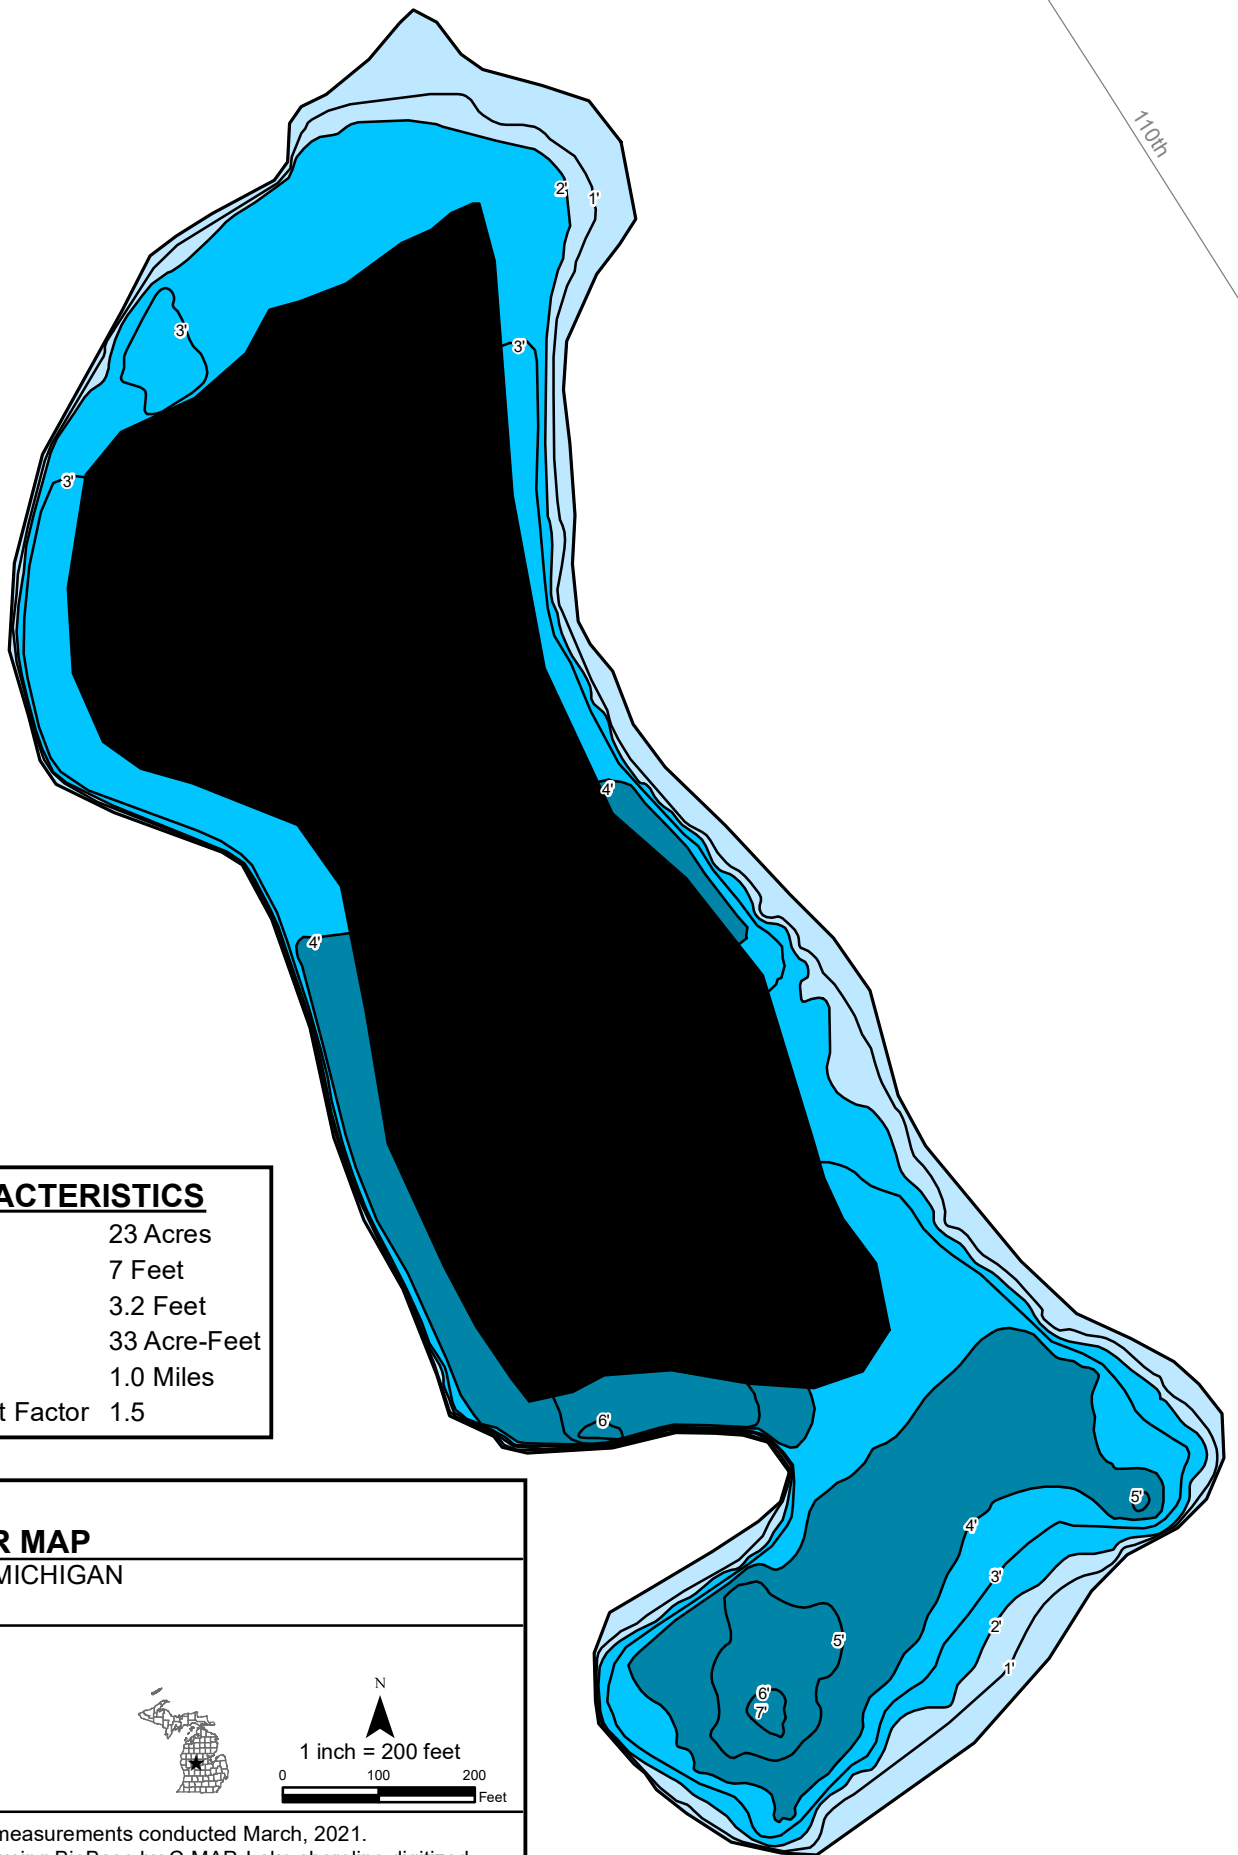 110th
2'
1'
3'
3'
3'
4'
4'
6'
5'
4'
3'
2'
1'
5'
6'
7'
ACTERISTICS
23 Acres
7 Feet
3.2 Feet
33 Acre-Feet
1.0 Miles
t Factor 1.5
R MAP
MICHIGAN
N
1 inch = 200 feet
0 100 200
Feet
measurements conducted March, 2021.